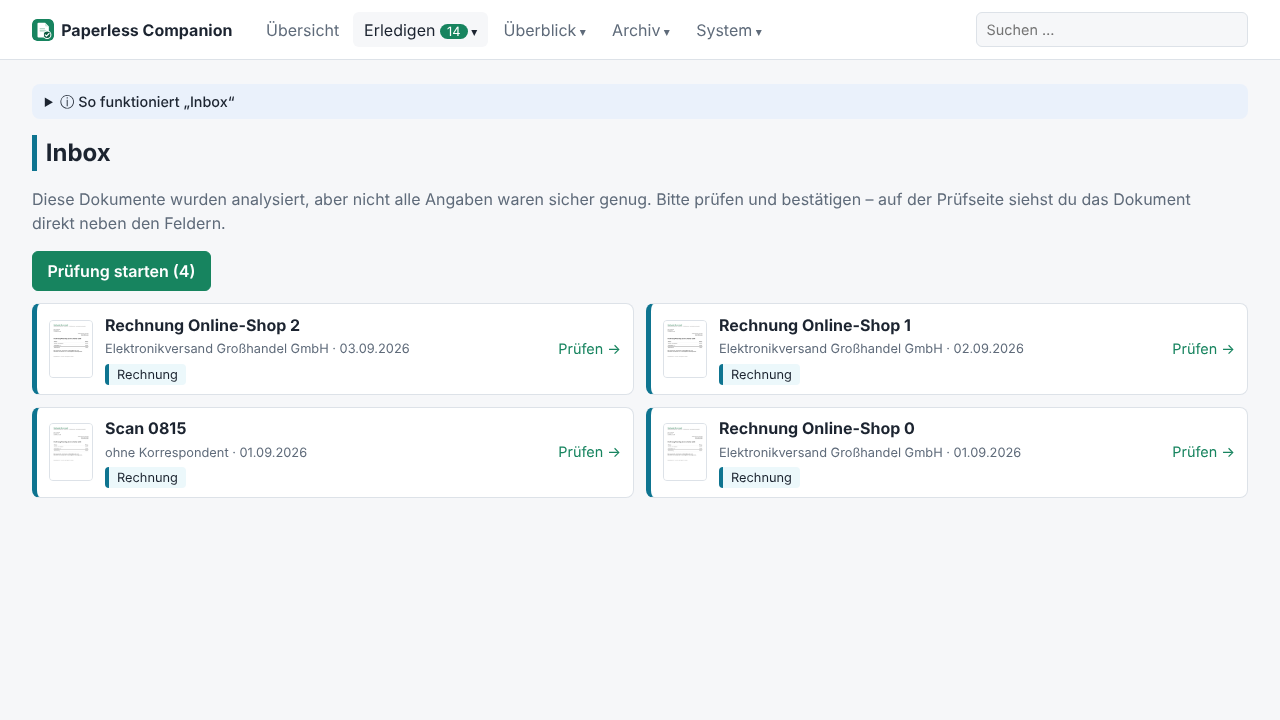 Paperless Companion
Übersicht
Erledigen 14 ▾
Überblick ▾
Archiv ▾
System ▾
Suchen ...
▶ ⓘ So funktioniert „Inbox“
Inbox
Diese Dokumente wurden analysiert, aber nicht alle Angaben waren sicher genug. Bitte prüfen und bestätigen – auf der Prüfseite siehst du das Dokument
direkt neben den Feldern.
Prüfung starten (4)
Rechnung Online-Shop 2
Elektronikversand Großhandel GmbH · 03.09.2026
Rechnung
Prüfen →
Rechnung Online-Shop 1
Elektronikversand Großhandel GmbH · 02.09.2026
Rechnung
Prüfen →
Scan 0815
ohne Korrespondent · 01.09.2026
Rechnung
Prüfen →
Rechnung Online-Shop 0
Elektronikversand Großhandel GmbH · 01.09.2026
Rechnung
Prüfen →